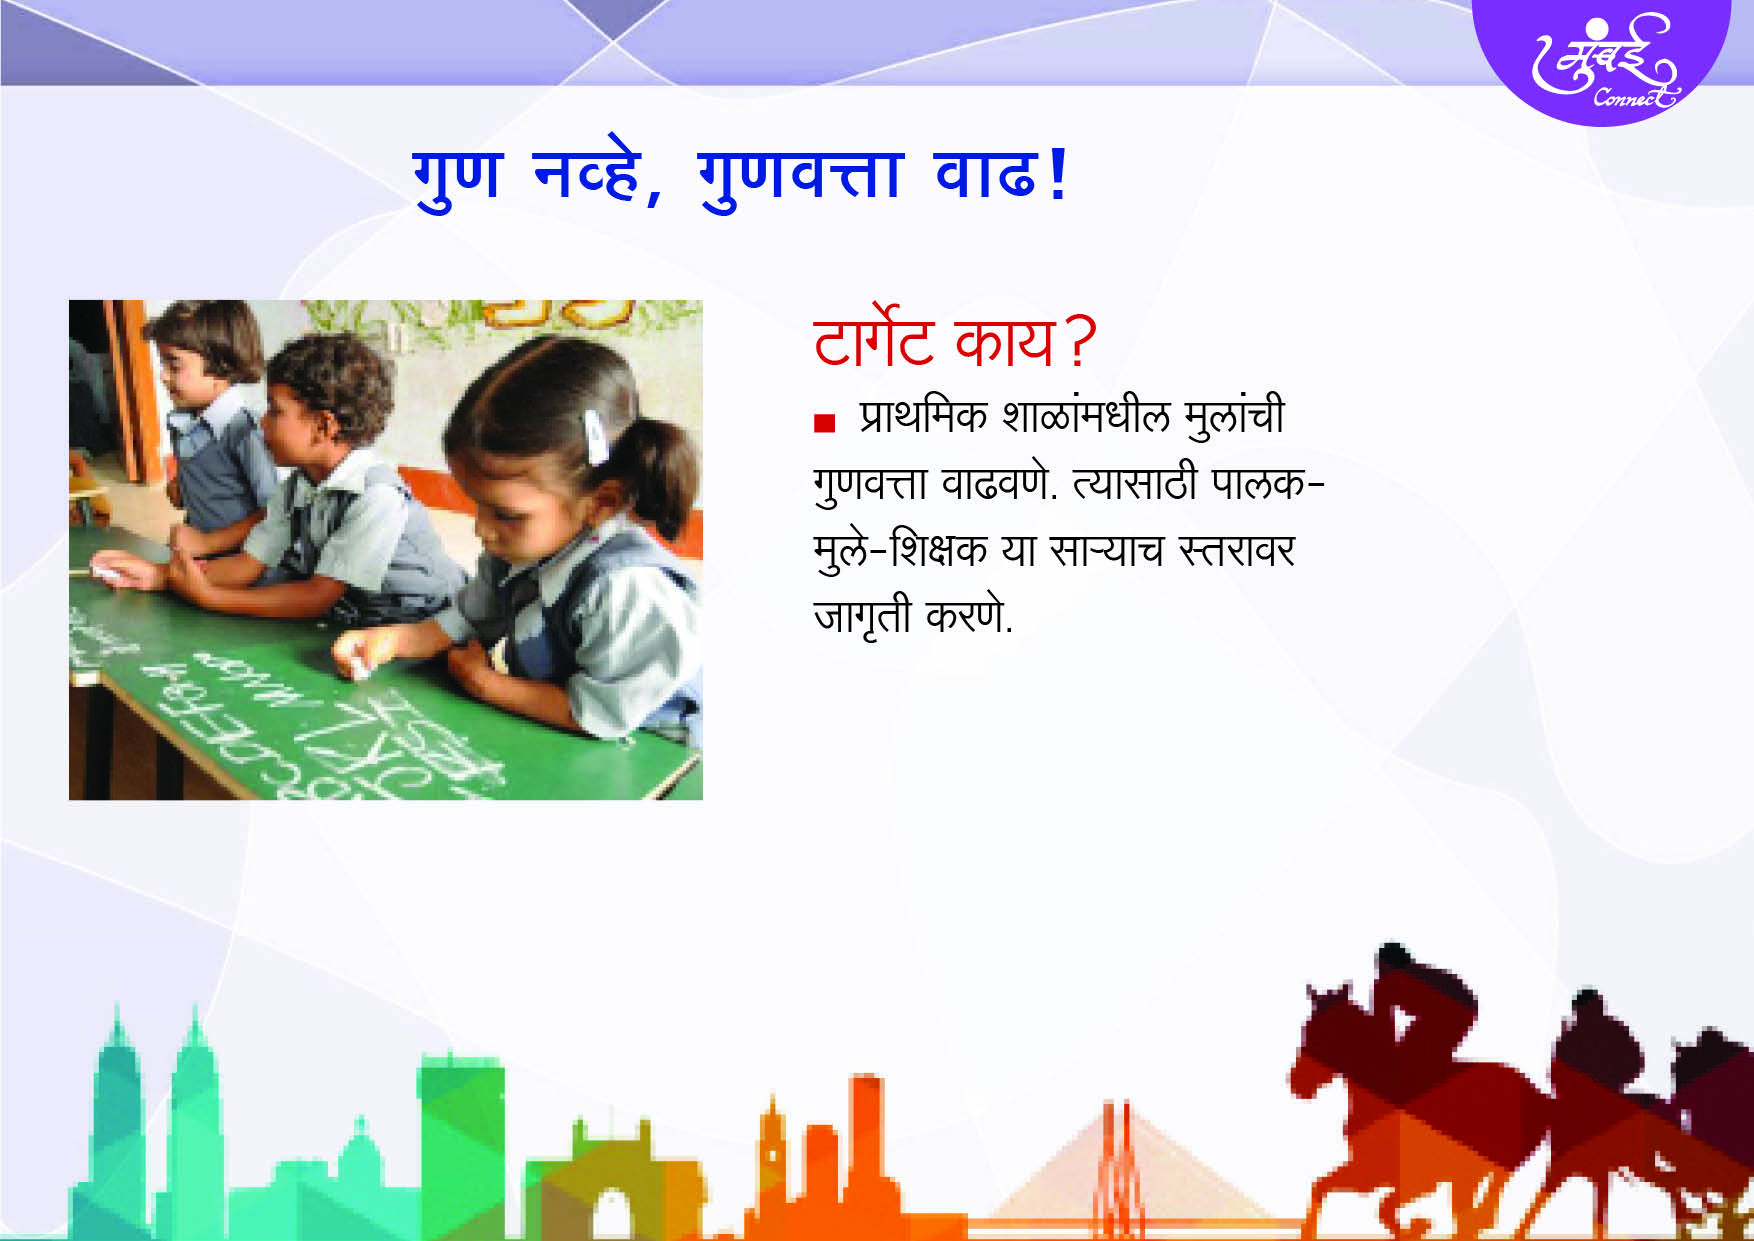 मुंबई
Connect
गुण नव्हे, गुणवत्ता वाढ!
टार्गेट काय?
■ प्राथमिक शाळांमधील मुलांची
गुणवत्ता वाढवणे. त्यासाठी पालक-
मुले-शिक्षक या साऱ्याच स्तरावर
जागृती करणे.